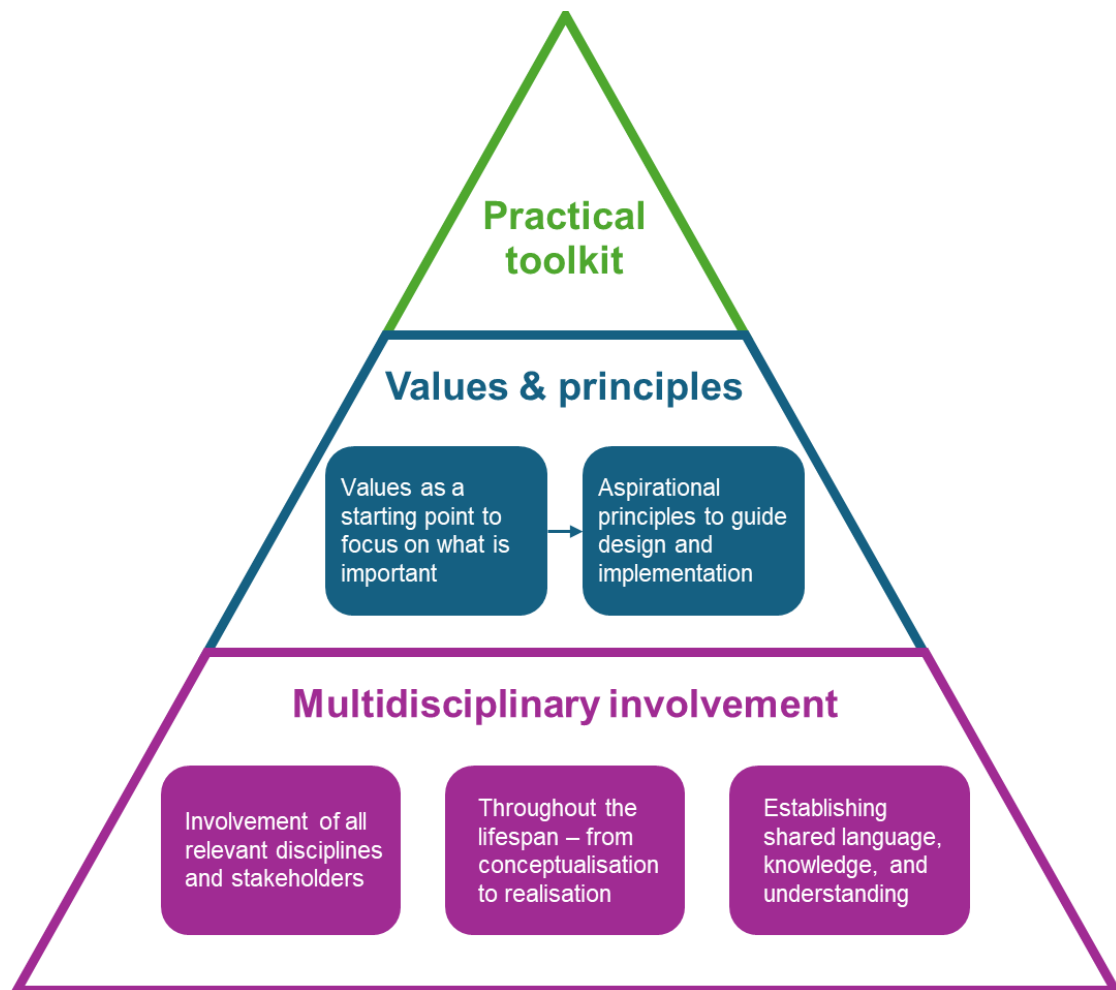 Practical
toolkit
Values & principles
Values as a
starting point to
focus on what is
important
Aspirational
principles to guide
design and
implementation
Multidisciplinary involvement
Involvement of all
relevant disciplines
and stakeholders
Throughout the
lifespan – from
conceptualisation
to realisation
Establishing
shared language,
knowledge, and
understanding